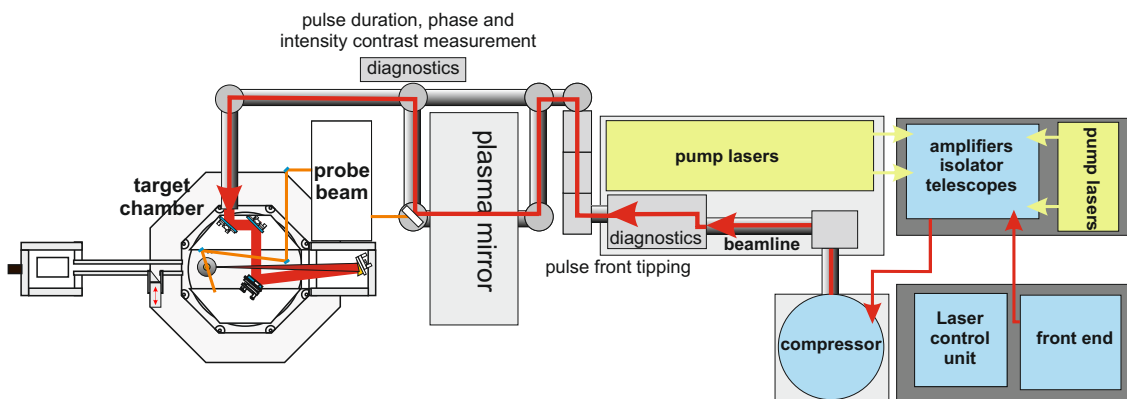 pulse duration, phase and
intensity contrast measurement
diagnostics
target
chamber
probe
beam
plasma mirror
pump lasers
amplifiers
isolator
telescopes
pump lasers
diagnostics
beamline
pulse front tipping
compressor
Laser
control
unit
front end